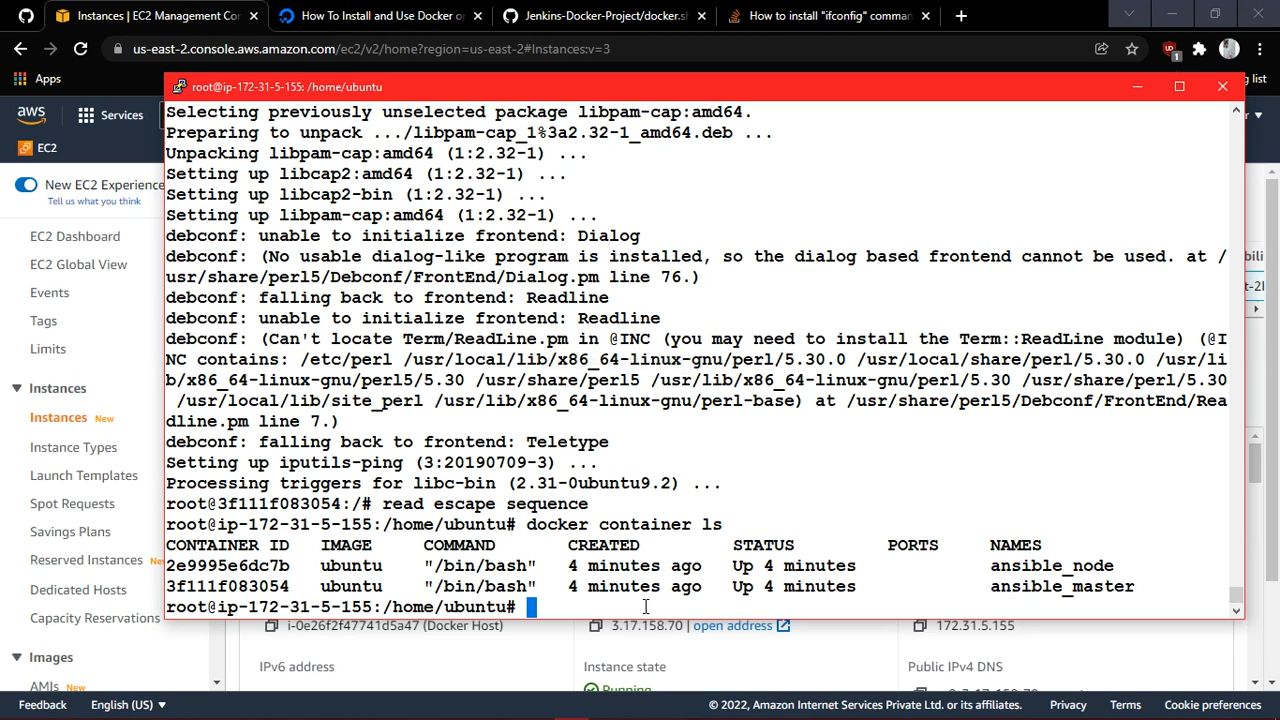 Instances | EC2 Management Con
How To Install and Use Docker on
Jenkins-Docker-Project/docker.sh
How to install "ifconfig" comman
us-east-2.console.aws.amazon.com/ec2/v2/home?region=us-east-2#Instances:v=3
1
Apps
aws
Services
EC2
New EC2 Experience
Tell us what you think
EC2 Dashboard
EC2 Global View
Events
Tags
Limits
Instances
Instances New
Instance Types
Launch Templates
Spot Requests
Savings Plans
Reserved Instances New
Dedicated Hosts
Capacity Reservations
Images
AMIs New
root@ip-172-31-5-155: /home/ubuntu
Selecting previously unselected package libpam-cap:amd64.
Preparing to unpack .../libpam-cap_1%3a2.32-1_amd64.deb ...
Unpacking libpam-cap:amd64 (1:2.32-1) ...
Setting up libcap2:amd64 (1:2.32-1) ...
Setting up libcap2-bin (1:2.32-1) ...
Setting up libpam-cap:amd64 (1:2.32-1) ...
debconf: unable to initialize frontend: Dialog
debconf: (No usable dialog-like program is installed, so the dialog based frontend cannot be used. at /
usr/share/perl5/Debconf/FrontEnd/Dialog.pm line 76.)
debconf: falling back to frontend: Readline
debconf: unable to initialize frontend: Readline
debconf: (Can't locate Term/ReadLine.pm in @INC (you may need to install the Term::ReadLine module) (@I
NC contains: /etc/perl /usr/local/lib/x86_64-linux-gnu/perl/5.30.0 /usr/local/share/perl/5.30.0 /usr/li
b/x86_64-linux-gnu/perl5/5.30 /usr/share/perl5 /usr/lib/x86_64-linux-gnu/perl/5.30 /usr/share/perl/5.30
/usr/local/lib/site_perl /usr/lib/x86_64-linux-gnu/perl-base) at /usr/share/perl5/Debconf/FrontEnd/Rea
dline.pm line 7.)
debconf: falling back to frontend: Teletype
Setting up iputils-ping (3:20190709-3) ...
Processing triggers for libc-bin (2.31-0ubuntu9.2) ...
root@3f111f083054:/# read escape sequence
root@ip-172-31-5-155:/home/ubuntu# docker container ls
CONTAINER ID IMAGE COMMAND CREATED STATUS PORTS NAMES
2e9995e6dc7b ubuntu "/bin/bash" 4 minutes ago Up 4 minutes ansible_node
3f111f083054 ubuntu "/bin/bash" 4 minutes ago Up 4 minutes ansible_master
root@ip-172-31-5-155:/home/ubuntu#
i-0e26f2f47741d5a47 (Docker Host)
3.17.158.70 | open address
172.31.5.155
IPv6 address
Instance state
Public IPv4 DNS
Running
Feedback
English (US)
© 2022, Amazon Internet Services Private Ltd. or its affiliates.
Privacy
Terms
Cookie preferences